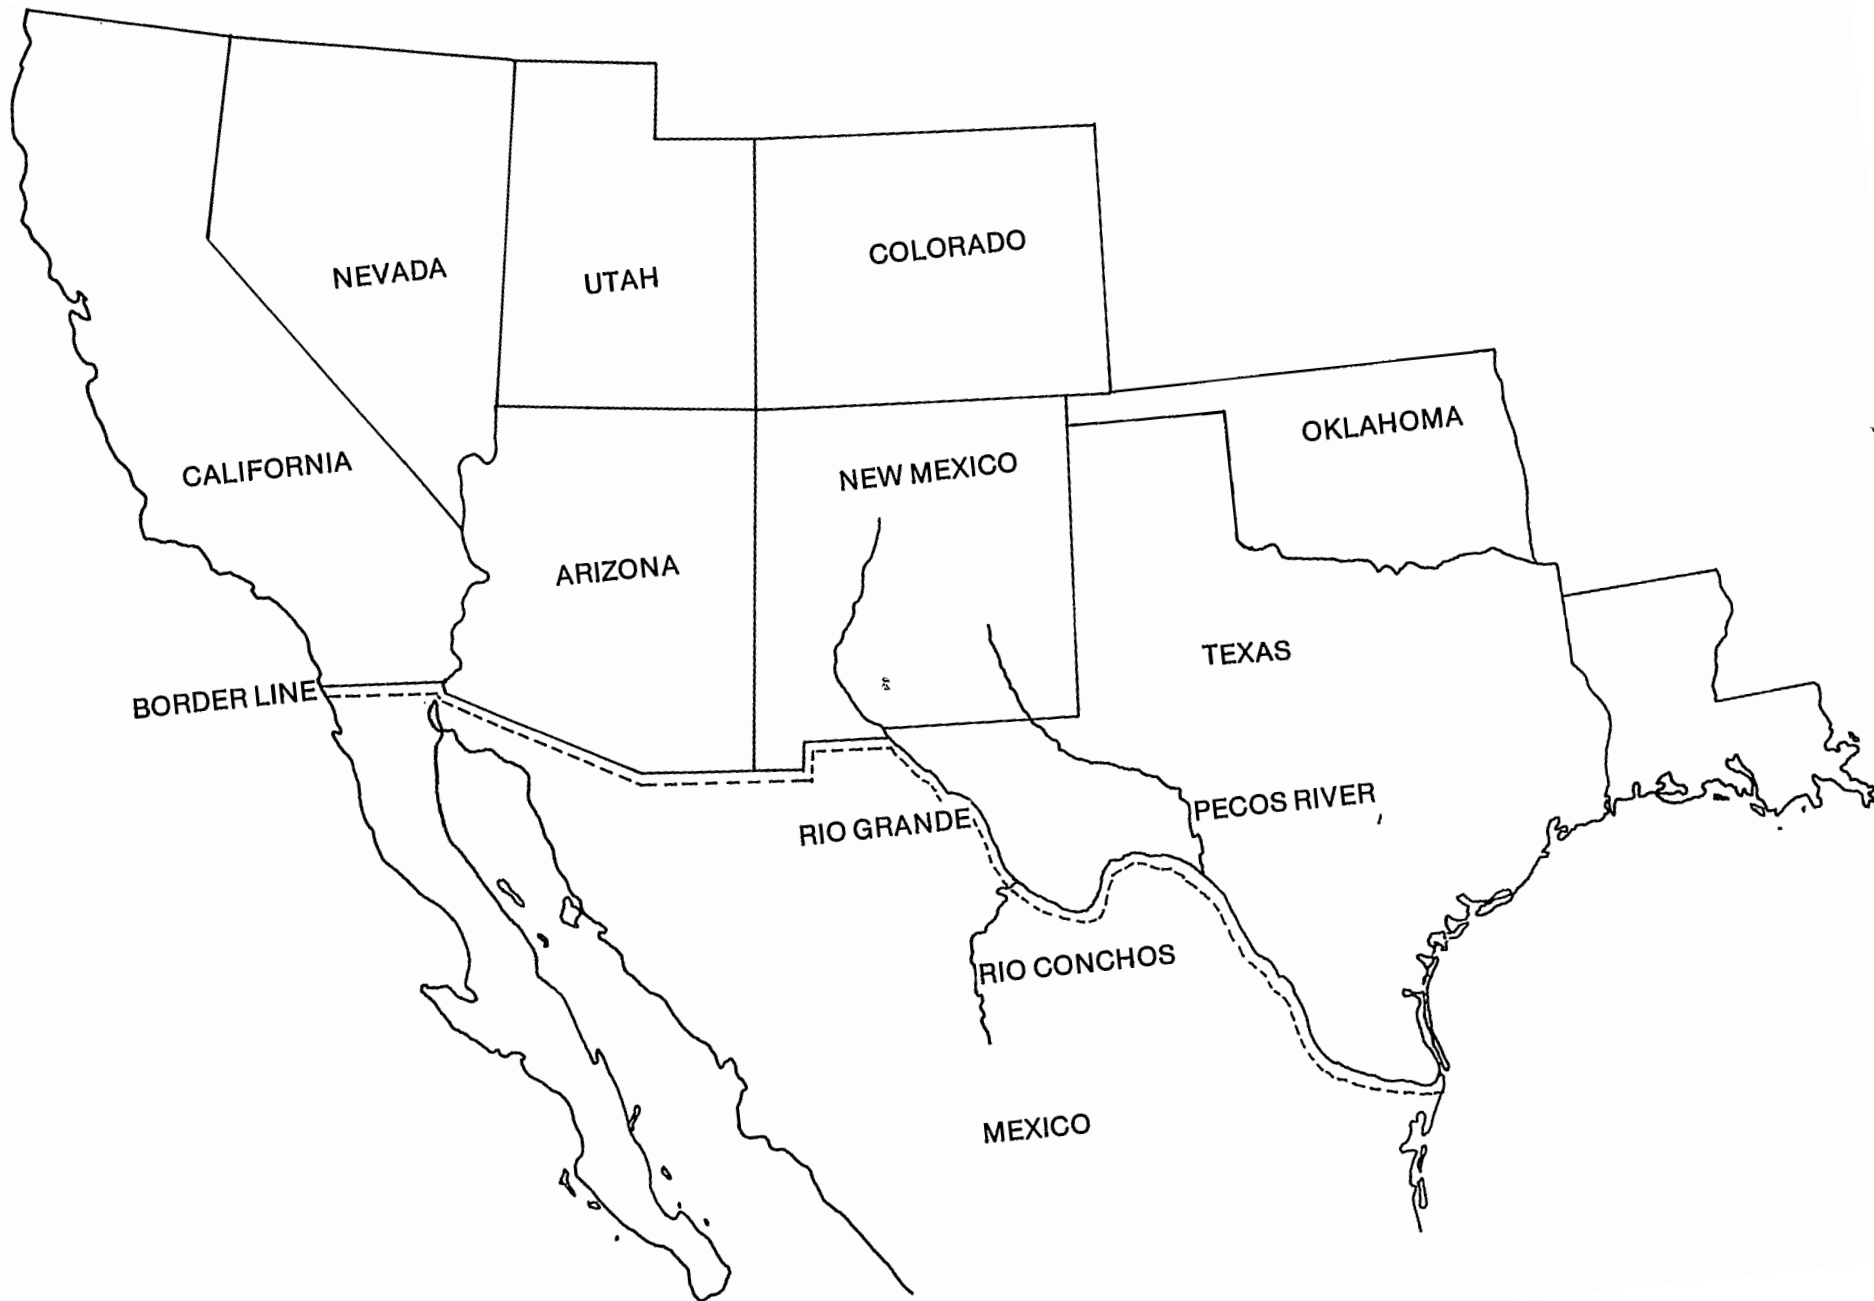 COLORADO
NEVADA
UTAH
OKLAHOMA
CALIFORNIA
NEW MEXICO
ARIZONA
TEXAS
BORDER LINE
PECOS RIVER
RIO GRANDE
RIO CONCHOS
MEXICO